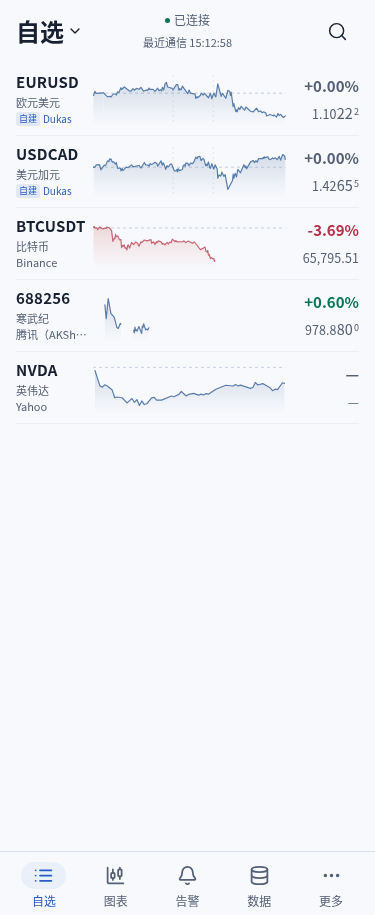 自选
已连接
最近通信 15:12:58
EURUSD
欧元美元
自建 Dukas
+0.00%
1.10222
USDCAD
美元加元
自建 Dukas
+0.00%
1.42655
BTCUSDT
比特币
Binance
-3.69%
65,795.51
688256
寒武纪
腾讯（AKSh…
+0.60%
978.8800
NVDA
英伟达
Yahoo
—
—
自选
图表
告警
数据
更多